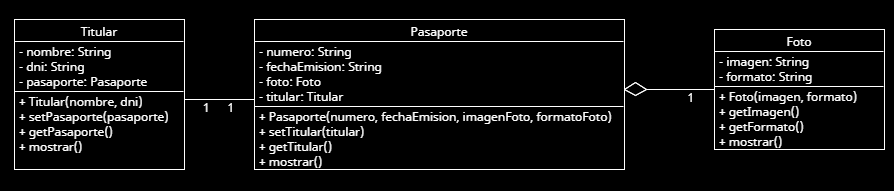 Titular
- nombre: String
- dni: String
- pasaporte: Pasaporte
+ Titular(nombre, dni)
+ setPasaporte(pasaporte)
+ getPasaporte()
+ mostrar()
1 1
Pasaporte
- numero: String
- fechaEmision: String
- foto: Foto
- titular: Titular
+ Pasaporte(numero, fechaEmision, imagenFoto, formatoFoto)
+ setTitular(titular)
+ getTitular()
+ mostrar()
1
Foto
- imagen: String
- formato: String
+ Foto(imagen, formato)
+ getImagen()
+ getFormato()
+ mostrar()